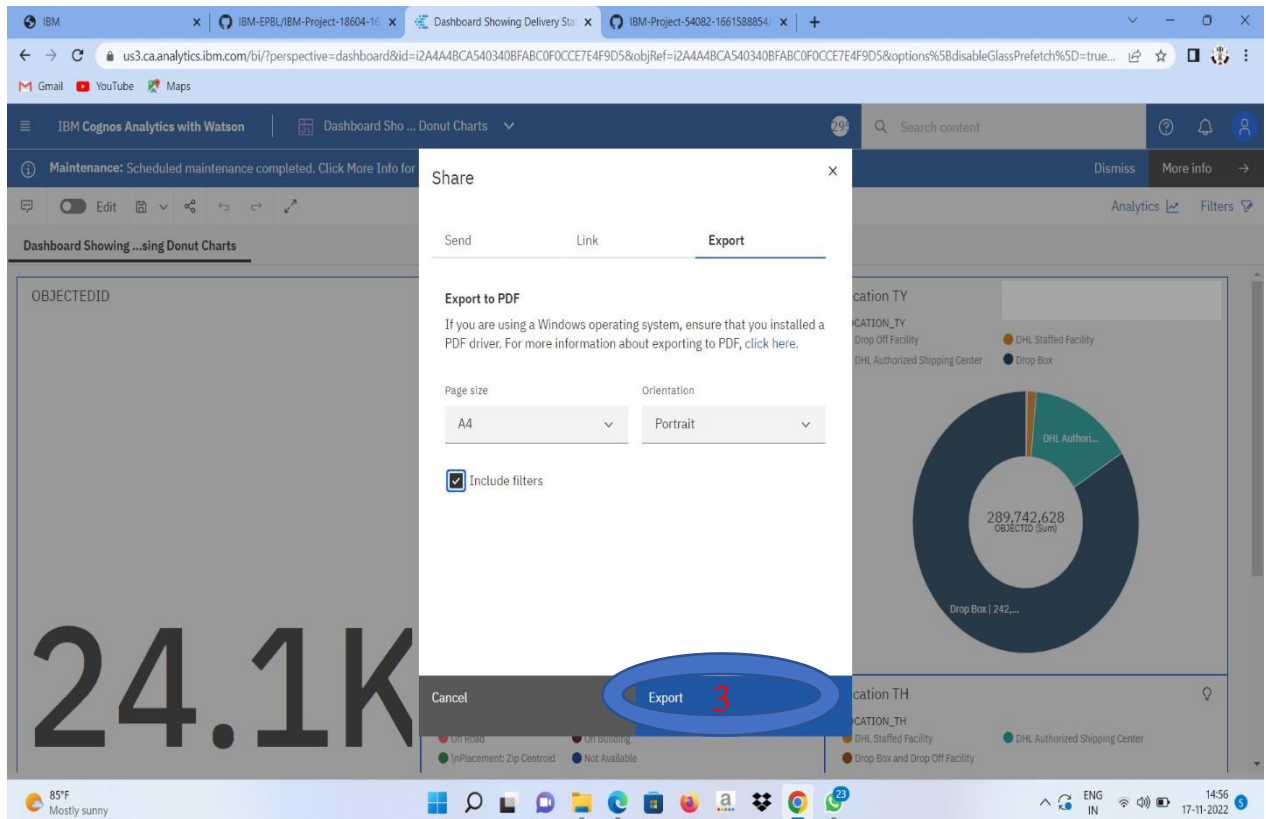 IBM
IBM-EPBL/IBM-Project-18604-16
Dashboard Showing Delivery Sta
IBM-Project-54082-1661588854/
us3.ca.analytics.ibm.com/bi/?perspective=dashboard&id=i2A4A4BCA540340BFABC0F0CCE7E4F9D5&objRef=i2A4A4BCA540340BFABC0F0CCE7E4F9D5&options%5BdisableGlassPrefetch%5D=true...
Gmail
YouTube
Maps
IBM Cognos Analytics with Watson
Dashboard Sho ... Donut Charts
Search content
Maintenance: Scheduled maintenance completed. Click More Info for
Dismiss
More info
Edit
Analytics
Filters
Dashboard Showing ...sing Donut Charts
Share
Send
Link
Export
Export to PDF
If you are using a Windows operating system, ensure that you installed a
PDF driver. For more information about exporting to PDF, click here.
Page size
Orientation
A4
Portrait
Include filters
Cancel
Export
3
OBJECTEDID
24.1K
cation TY
CATION_TY
Drop Off Facility
DHL Staffed Facility
DHL Authorized Shipping Center
Drop Box
DHL Authori...
289,742,628
OBJECTID (Sum)
Drop Box | 242,...
On Road
On Building
\nPlacement: Zip Centroid
Not Available
cation TH
CATION_TH
DHL Staffed Facility
DHL Authorized Shipping Center
Drop Box and Drop Off Facility
85°F
Mostly sunny
23
ENG
IN
14:56
17-11-2022
5